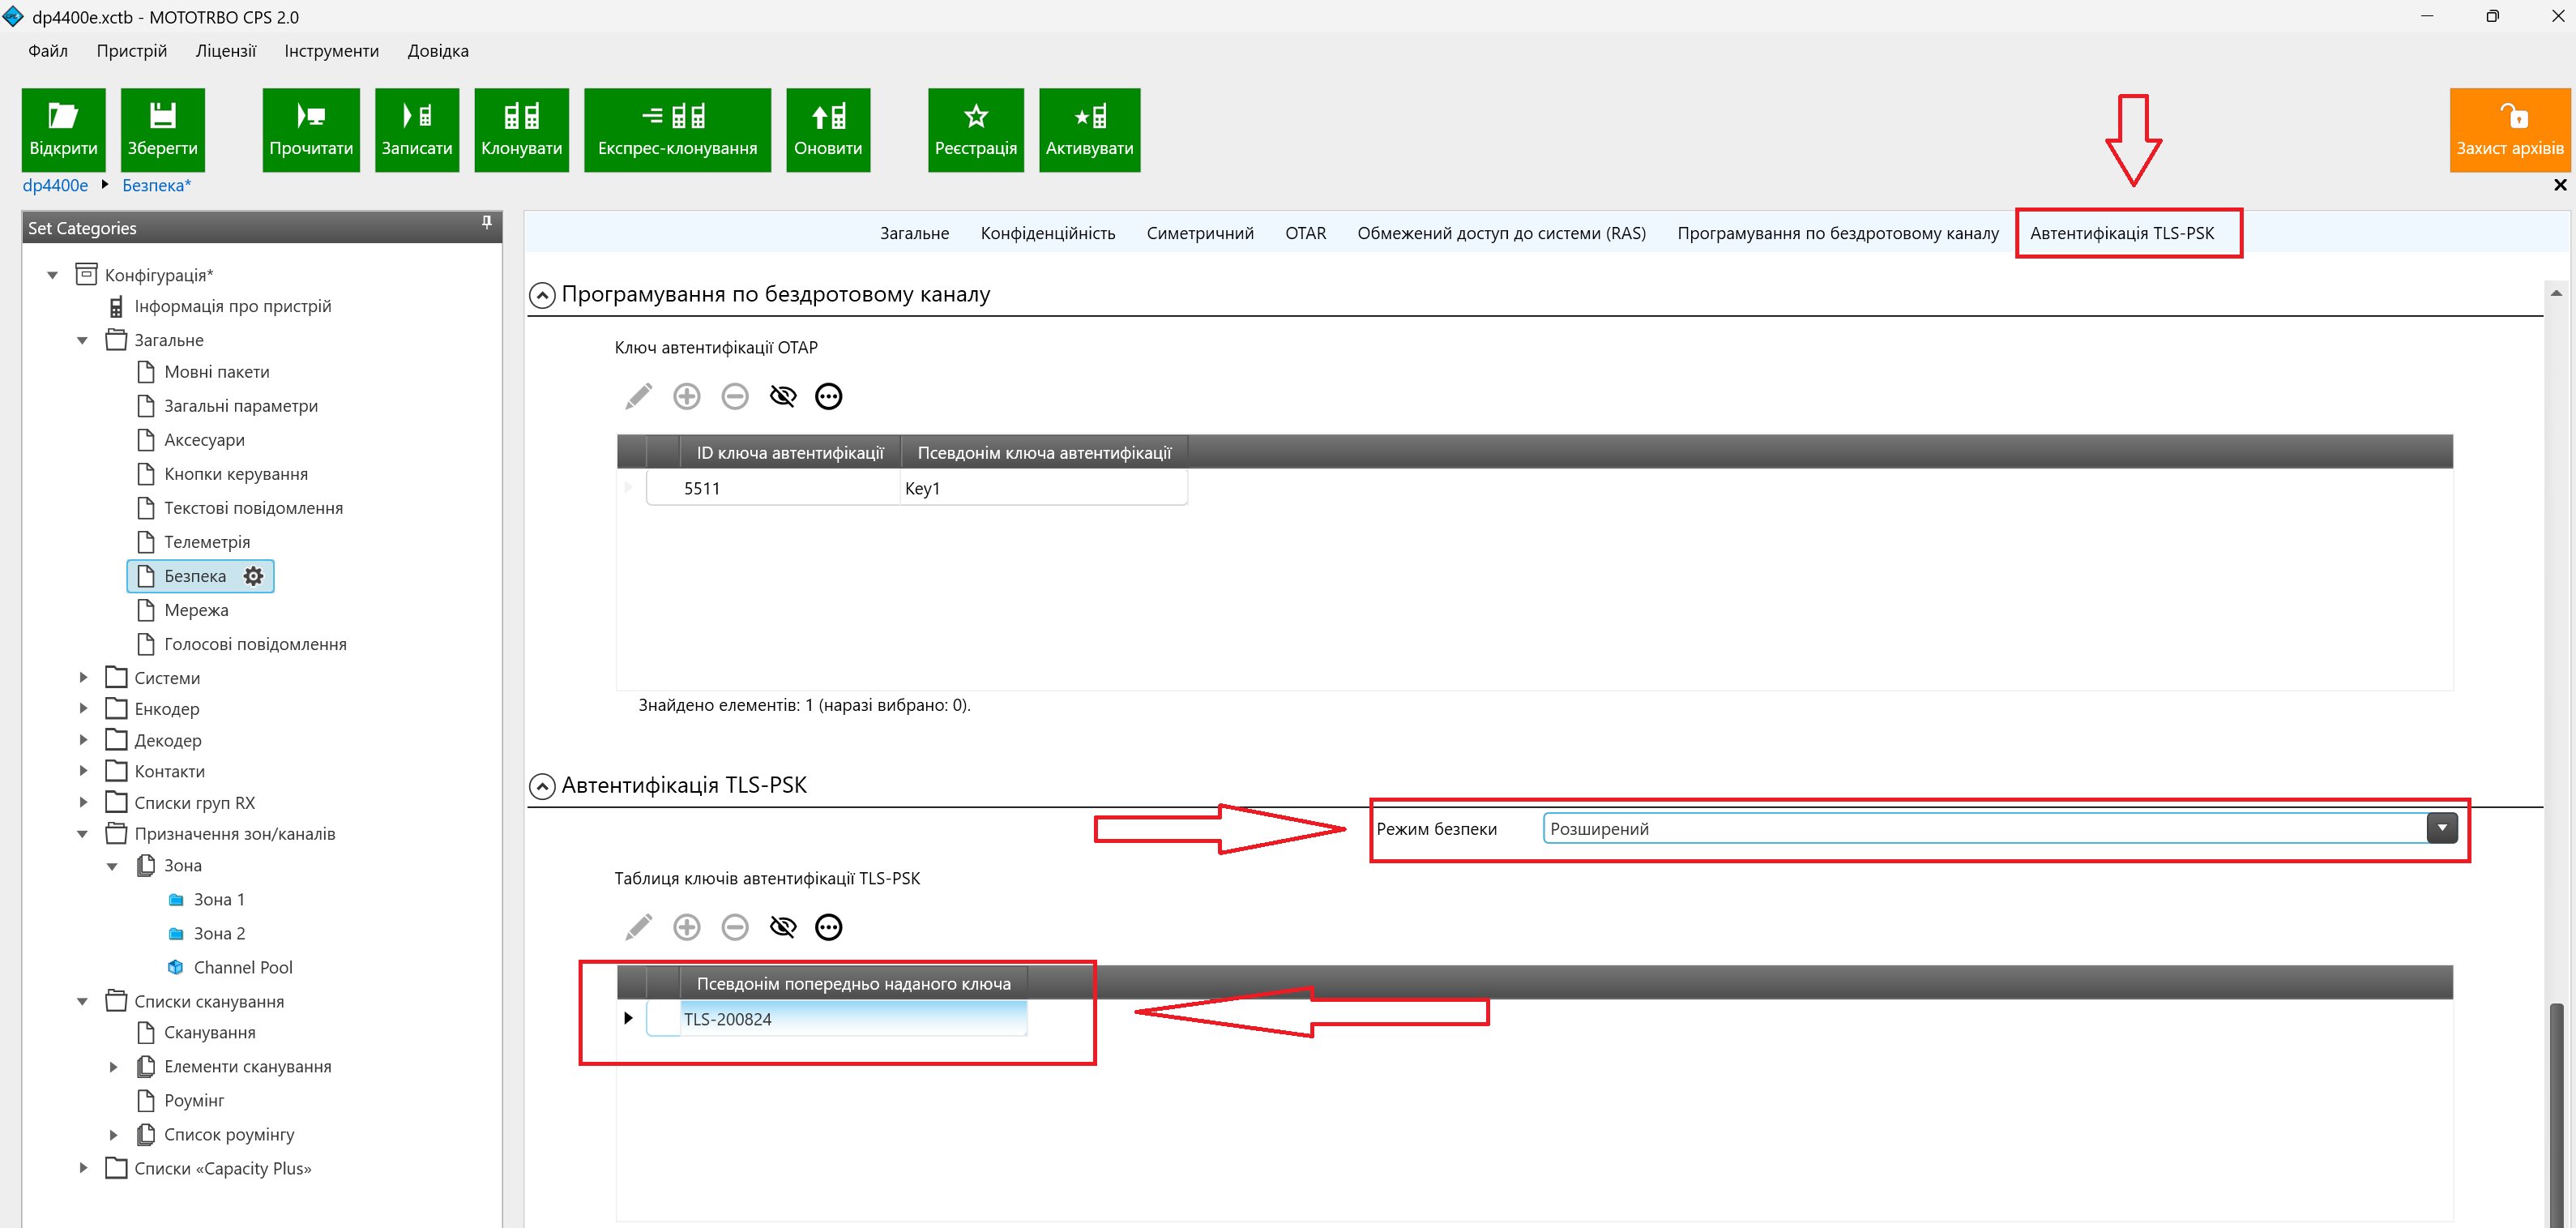 dp4400e.xctb - MOTOTRBO CPS 2.0
Файл Пристрій Ліцензії Інструменти Довідка
Відкрити Зберегти Прочитати Записати Клонувати Експрес-клонування Оновити Реєстрація Активувати Захист архівів
dp4400e Безпека*
Set Categories
Конфігурація*
Інформація про пристрій
Загальне
Мовні пакети
Загальні параметри
Аксесуари
Кнопки керування
Текстові повідомлення
Телеметрія
Безпека
Мережа
Голосові повідомлення
Системи
Енкодер
Декодер
Контакти
Списки груп RX
Призначення зон/каналів
Зона
Зона 1
Зона 2
Channel Pool
Списки сканування
Сканування
Елементи сканування
Роумінг
Список роумінгу
Списки «Capacity Plus»
Загальне Конфіденційність Симетричний OTAR Обмежений доступ до системи (RAS) Програмування по бездротовому каналу Автентифікація TLS-PSK
Програмування по бездротовому каналу
Ключ автентифікації OTAP
ID ключа автентифікації Псевдонім ключа автентифікації
5511 Key1
Знайдено елементів: 1 (наразі вибрано: 0).
Автентифікація TLS-PSK
Режим безпеки Розширений
Таблиця ключів автентифікації TLS-PSK
Псевдонім попередньо наданого ключа
TLS-200824